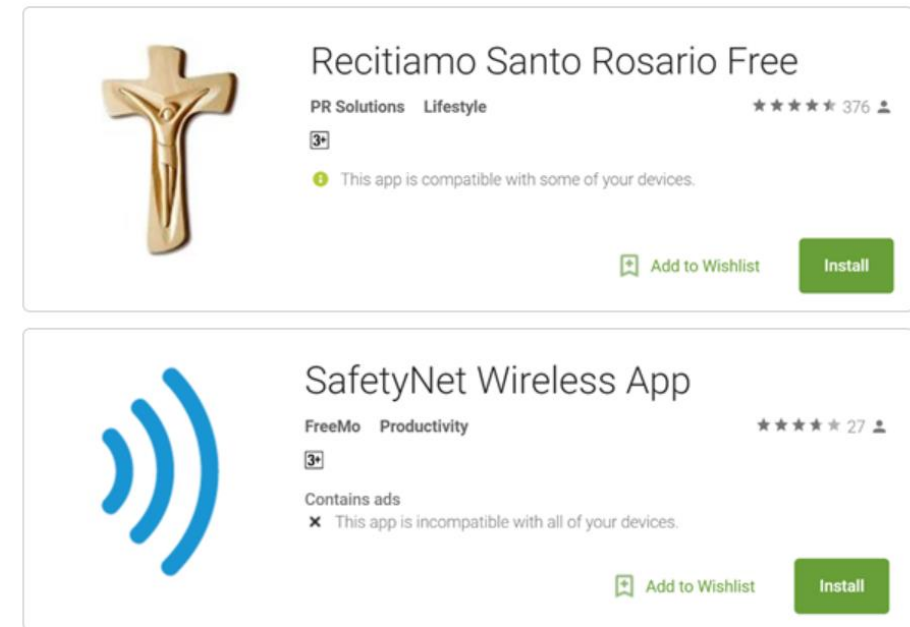 Recitiamo Santo Rosario Free
PR Solutions Lifestyle 376
3+
This app is compatible with some of your devices.
Add to Wishlist Install
SafetyNet Wireless App
FreeMo Productivity 27
3+
Contains ads
This app is incompatible with all of your devices.
Add to Wishlist Install